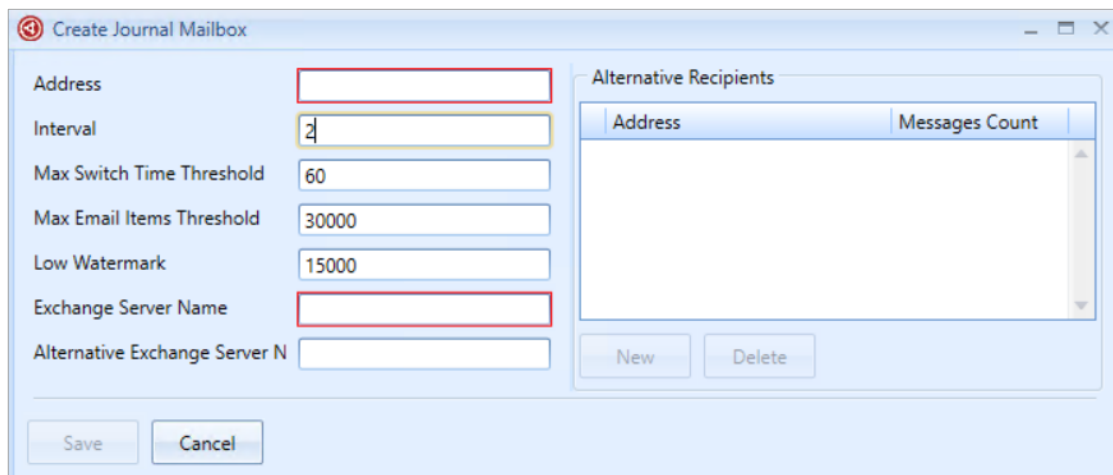 Create Journal Mailbox
Address
Interval 2
Max Switch Time Threshold 60
Max Email Items Threshold 30000
Low Watermark 15000
Exchange Server Name
Alternative Exchange Server N
Alternative Recipients
Address Messages Count
New Delete
Save Cancel